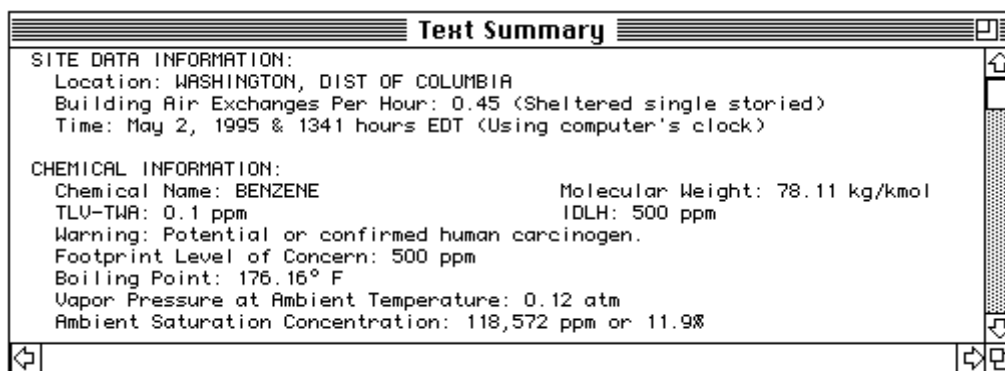 Text Summary
SITE DATA INFORMATION:
Location: WASHINGTON, DIST OF COLUMBIA
Building Air Exchanges Per Hour: 0.45 (Sheltered single storied)
Time: May 2, 1995 & 1341 hours EDT (Using computer's clock)
CHEMICAL INFORMATION:
Chemical Name: BENZENE Molecular Weight: 78.11 kg/kmol
TLV-TWA: 0.1 ppm IDLH: 500 ppm
Warning: Potential or confirmed human carcinogen.
Footprint Level of Concern: 500 ppm
Boiling Point: 176.16° F
Vapor Pressure at Ambient Temperature: 0.12 atm
Ambient Saturation Concentration: 118,572 ppm or 11.9%